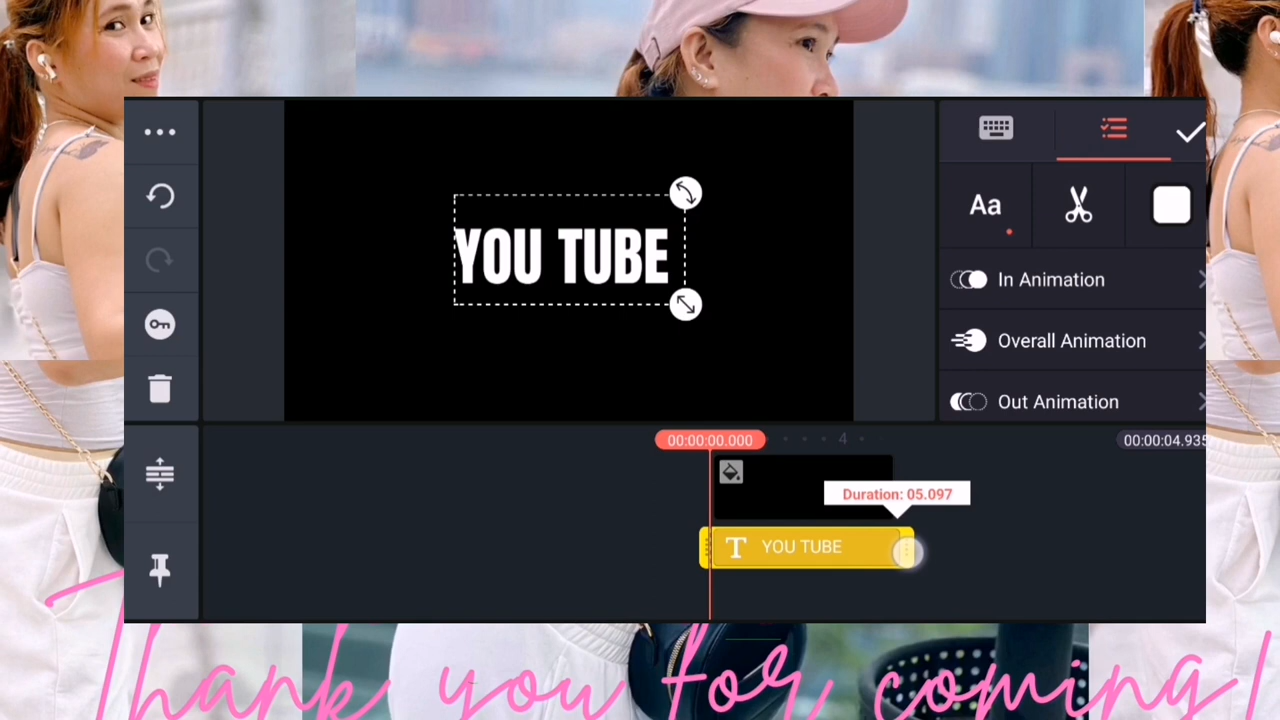 YOU TUBE
Aa
In Animation
Overall Animation
Out Animation
00:00:00.000
4
00:00:04.935
Duration: 05.097
T YOU TUBE
Thank you for coming!